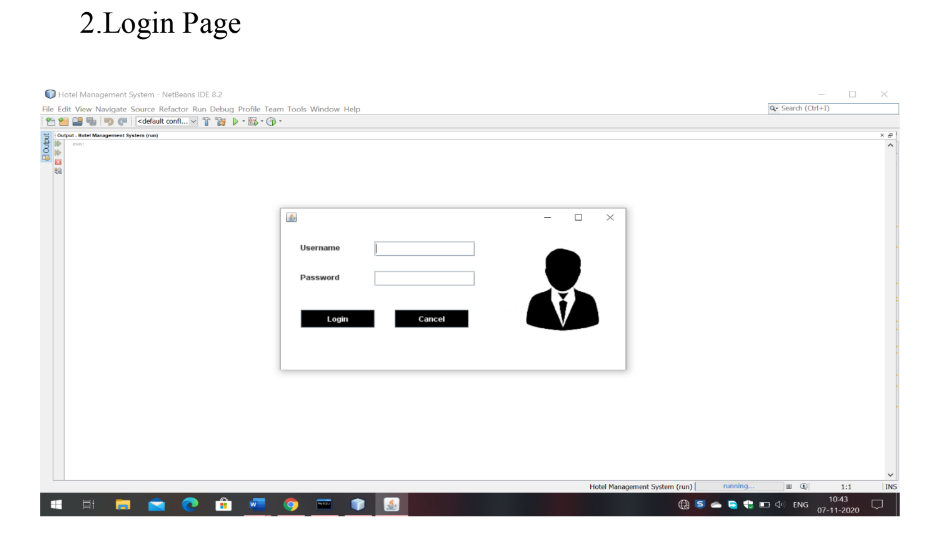 2.Login Page
Hotel Management System - NetBeans IDE 8.2
File Edit View Navigate Source Refactor Run Debug Profile Team Tools Window Help
Search (Ctrl+I)
<default confi...
Output
Output - Hotel Management System (run)
run:
Username
Password
Login Cancel
Hotel Management System (run) running... 1:1 INS
ENG
10:43
07-11-2020